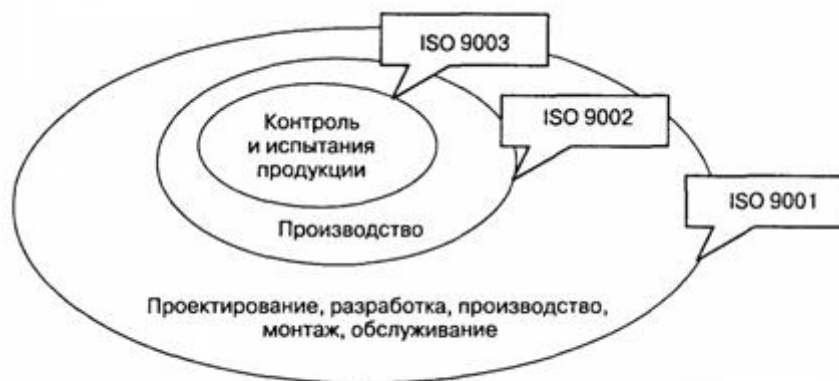 ISO 9003
Контроль
и испытания
продукции
ISO 9002
Производство
ISO 9001
Проектирование, разработка, производство,
монтаж, обслуживание